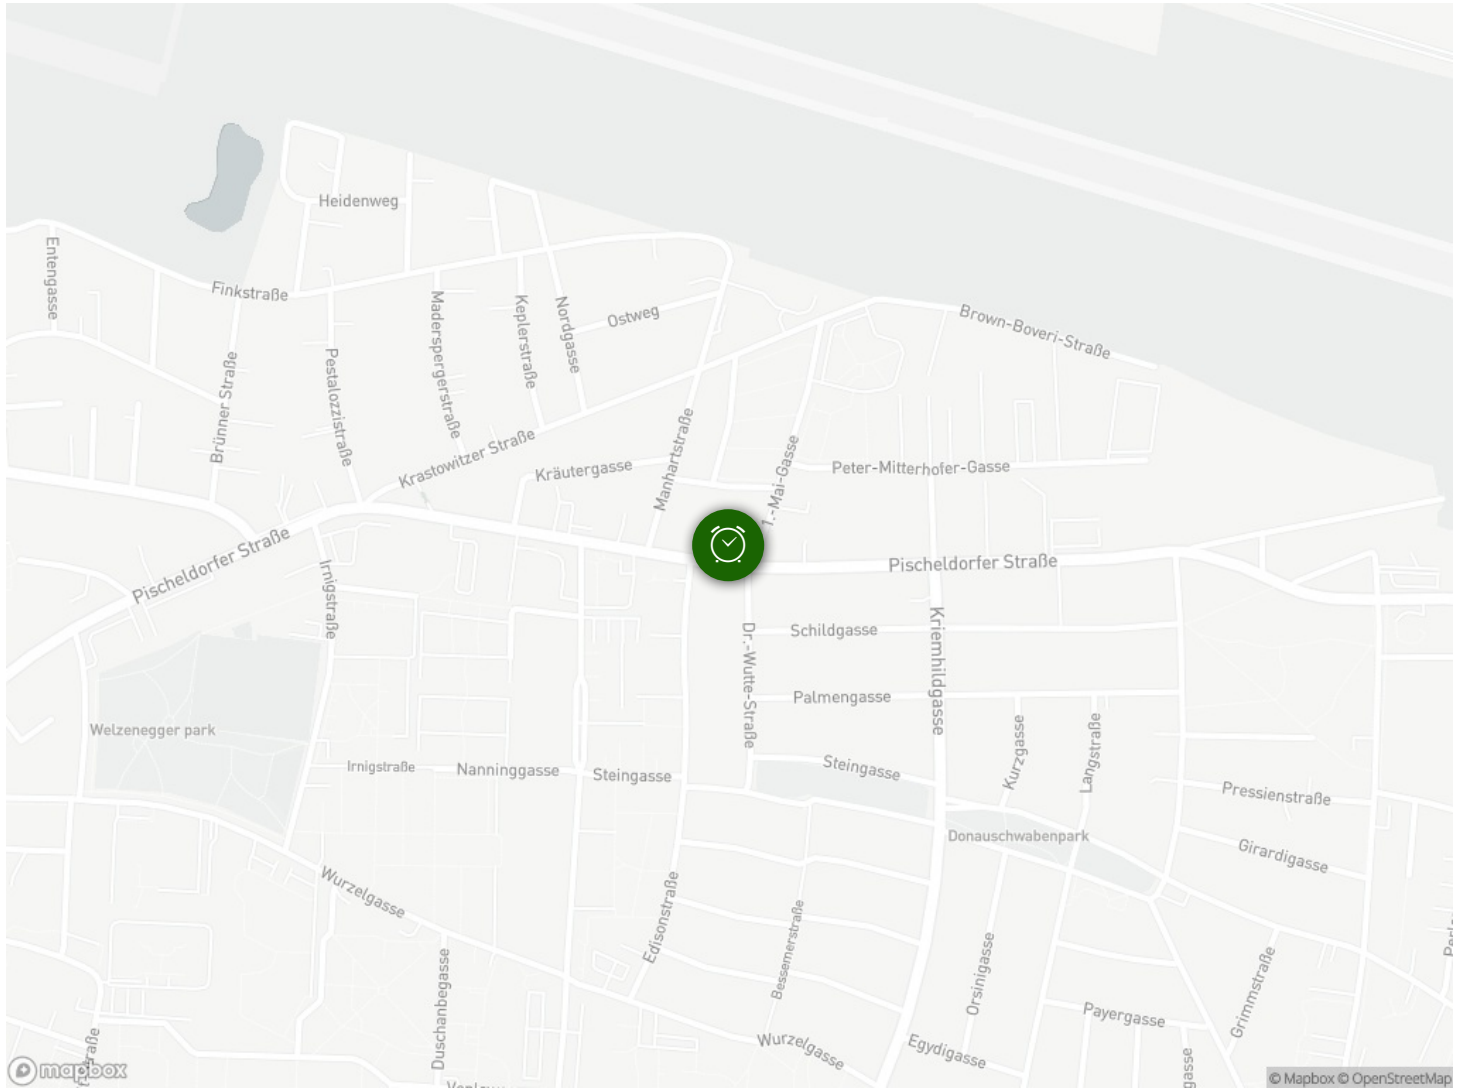 Heidenweg
Entengasse
Finkstraße
Maderspergerstraße
Keplerstraße
Nordgasse
Ostweg
Brown-Boveri-Straße
Brünner Straße
Pestalozzistraße
Krastowitzer Straße
Kräutergasse
Manhartstraße
1.-Mai-Gasse
Peter-Mitterhofer-Gasse
Pischeldorfer Straße
Pischeldorfer Straße
Irnigstraße
Kriemhildgasse
Schildgasse
Dr.-Wutte-Straße
Palmengasse
Welzenegger park
Kurzgasse
Langstraße
Irnigstraße
Nanninggasse
Steingasse
Steingasse
Pressienstraße
Donauschwabenpark
Girardigasse
Wurzelgasse
Edisonstraße
Bessemerstraße
Orsinigasse
Grimmstraße
Duschanbegasse
Payergasse
Wurzelgasse
Egydigasse
mapbox
© Mapbox © OpenStreetMap